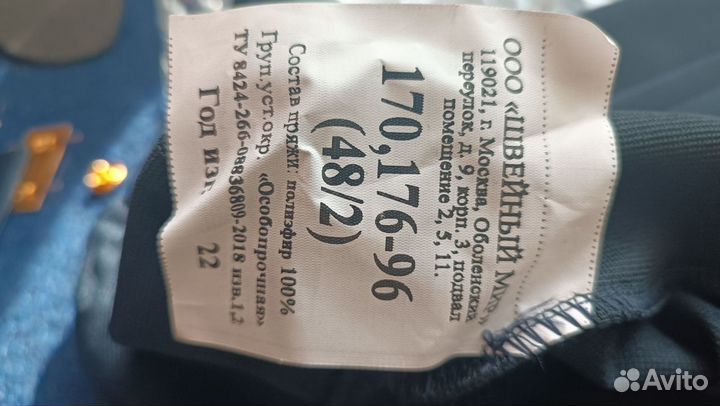 ООО «ШВЕЙНЫЙ МИР»
119021, г. Москва, Оболенский
переулок, д. 9, корп. 3, подвал
помещение 2, 5, 11.
170,176-96
(48/2)
Состав пряжи: полиэфир 100%
Груп.уст.окр. «Особопрочная»
ТУ 8424-266-08836809-2018 изв.1,2
Год изг. 22
Avito